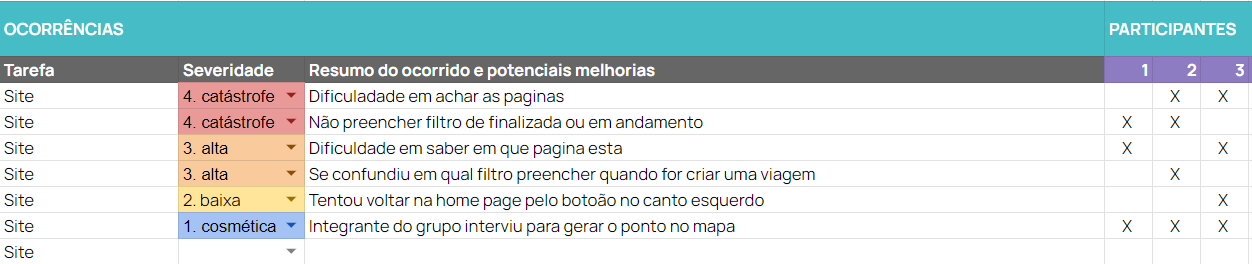 OCORRÊNCIAS PARTICIPANTES
Tarefa Severidade Resumo do ocorrido e potenciais melhorias 1 2 3
Site 4. catástrofe Dificuladade em achar as paginas X X
Site 4. catástrofe Não preencher filtro de finalizada ou em andamento X X
Site 3. alta Dificuldade em saber em que pagina esta X X
Site 3. alta Se confundiu em qual filtro preencher quando for criar uma viagem X
Site 2. baixa Tentou voltar na home page pelo botoão no canto esquerdo X
Site 1. cosmética Integrante do grupo interviu para gerar o ponto no mapa X X X
Site